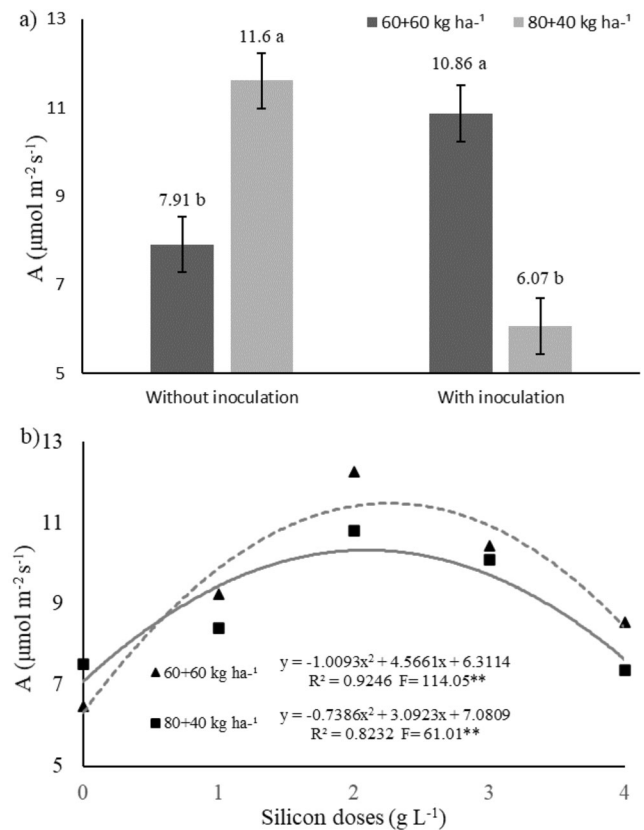 a)
60+60 kg ha-¹ 80+40 kg ha-¹
13
11
9
7
5
A (µmol m⁻² s⁻¹)
7.91 b
11.6 a
10.86 a
6.07 b
Without inoculation With inoculation
b)
13
11
9
7
5
A (µmol m⁻² s⁻¹)
60+60 kg ha-¹ y = -1.0093x² + 4.5661x + 6.3114
R² = 0.9246 F= 114.05**
80+40 kg ha-¹ y = -0.7386x² + 3.0923x + 7.0809
R² = 0.8232 F= 61.01**
0 1 2 3 4
Silicon doses (g L⁻¹)